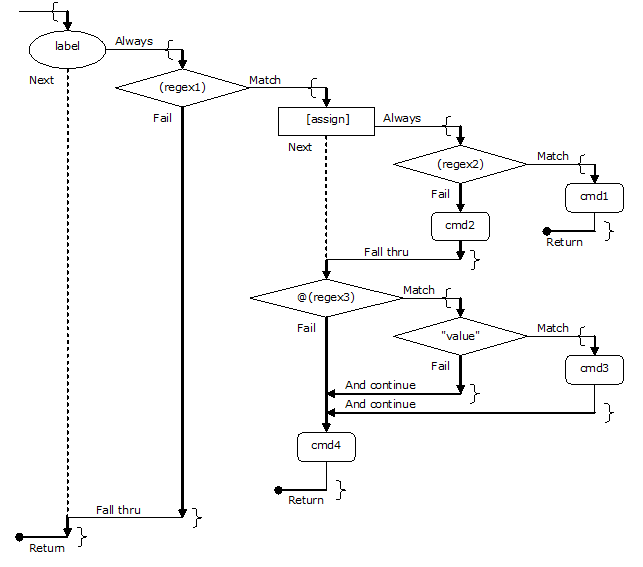 {
label
Always
{
Next
(regex1)
Match
{
Fail
[assign]
Always
{
Next
(regex2)
Match
{
Fail
cmd1
cmd2
}
Return
Fall thru
}
@(regex3)
Match
{
Fail
"value"
Match
{
Fail
cmd3
And continue
}
And continue
}
cmd4
}
Return
Fall thru
}
}
Return